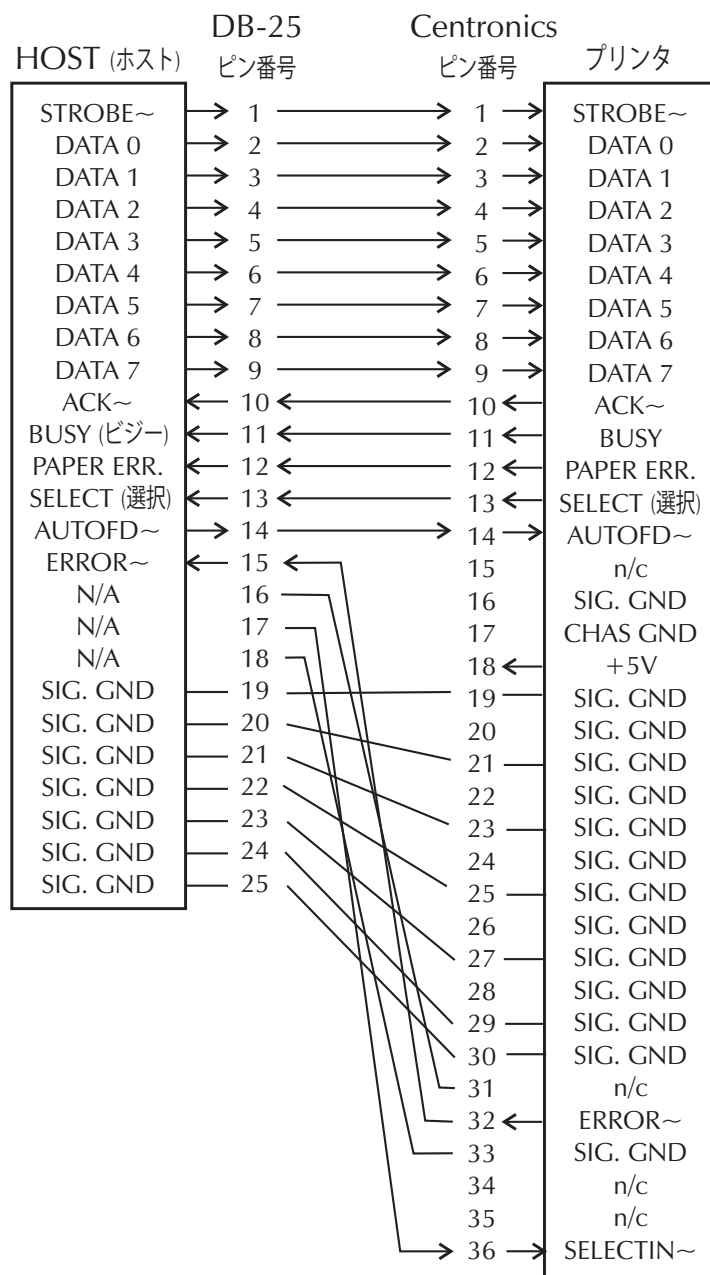 DB-25 Centronics
HOST (ホスト) ピン番号 ピン番号 プリンタ
STROBE~ 1 1 STROBE~
DATA 0 2 2 DATA 0
DATA 1 3 3 DATA 1
DATA 2 4 4 DATA 2
DATA 3 5 5 DATA 3
DATA 4 6 6 DATA 4
DATA 5 7 7 DATA 5
DATA 6 8 8 DATA 6
DATA 7 9 9 DATA 7
ACK~ 10 10 ACK~
BUSY (ビジー) 11 11 BUSY
PAPER ERR. 12 12 PAPER ERR.
SELECT (選択) 13 13 SELECT (選択)
AUTOFD~ 14 14 AUTOFD~
ERROR~ 15 15 n/c
N/A 16 16 SIG. GND
N/A 17 17 CHAS GND
N/A 18 18 +5V
SIG. GND 19 19 SIG. GND
SIG. GND 20 20 SIG. GND
SIG. GND 21 21 SIG. GND
SIG. GND 22 22 SIG. GND
SIG. GND 23 23 SIG. GND
SIG. GND 24 24 SIG. GND
SIG. GND 25 25 SIG. GND
26 SIG. GND
27 SIG. GND
28 SIG. GND
29 SIG. GND
30 SIG. GND
31 n/c
32 ERROR~
33 SIG. GND
34 n/c
35 n/c
36 SELECTIN~